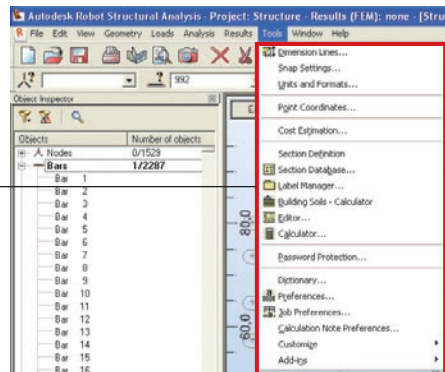 Autodesk Robot Structural Analysis - Project: Structure - Results (FEM): none - [Stru
File Edit View Geometry Loads Analysis Results Tools Window Help
992
Object Inspector
Objects Number of objects
Nodes 0/1529
Bars 1/2287
Bar 1
Bar 2
Bar 3
Bar 4
Bar 5
Bar 6
Bar 7
Bar 8
Bar 9
Bar 10
Bar 11
Bar 12
Bar 13
Bar 14
Bar 15
Bar 16
80,0
60,0
Dimension Lines...
Snap Settings...
Units and Formats...
Point Coordinates...
Cost Estimation...
Section Definition
Section Database...
Label Manager...
Building Soils - Calculator
Editor...
Calculator...
Password Protection...
Dictionary...
Preferences...
Job Preferences...
Calculation Note Preferences...
Customize
Add-ins